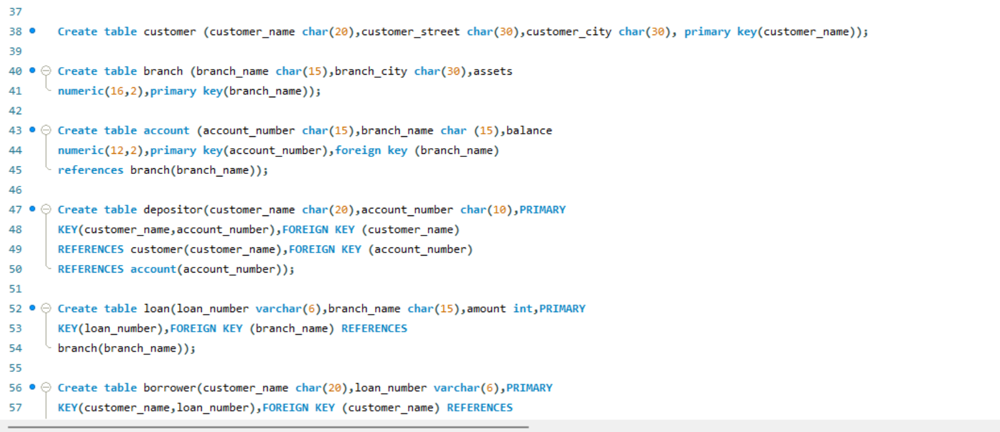 37
38 Create table customer (customer_name char(20),customer_street char(30),customer_city char(30), primary key(customer_name));
39
40 Create table branch (branch_name char(15),branch_city char(30),assets
41 numeric(16,2),primary key(branch_name));
42
43 Create table account (account_number char(15),branch_name char (15),balance
44 numeric(12,2),primary key(account_number),foreign key (branch_name)
45 references branch(branch_name));
46
47 Create table depositor(customer_name char(20),account_number char(10),PRIMARY
48 KEY(customer_name,account_number),FOREIGN KEY (customer_name)
49 REFERENCES customer(customer_name),FOREIGN KEY (account_number)
50 REFERENCES account(account_number));
51
52 Create table loan(loan_number varchar(6),branch_name char(15),amount int,PRIMARY
53 KEY(loan_number),FOREIGN KEY (branch_name) REFERENCES
54 branch(branch_name));
55
56 Create table borrower(customer_name char(20),loan_number varchar(6),PRIMARY
57 KEY(customer_name,loan_number),FOREIGN KEY (customer_name) REFERENCES